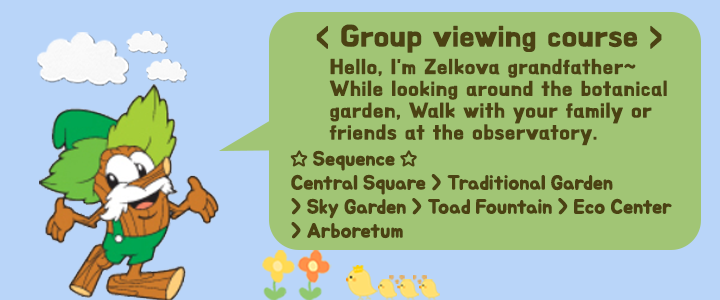 < Group viewing course >
Hello, I'm Zelkova grandfather~
While looking around the botanical
garden, Walk with your family or
friends at the observatory.
☆ Sequence ☆
Central Square > Traditional Garden
> Sky Garden > Toad Fountain > Eco Center
> Arboretum